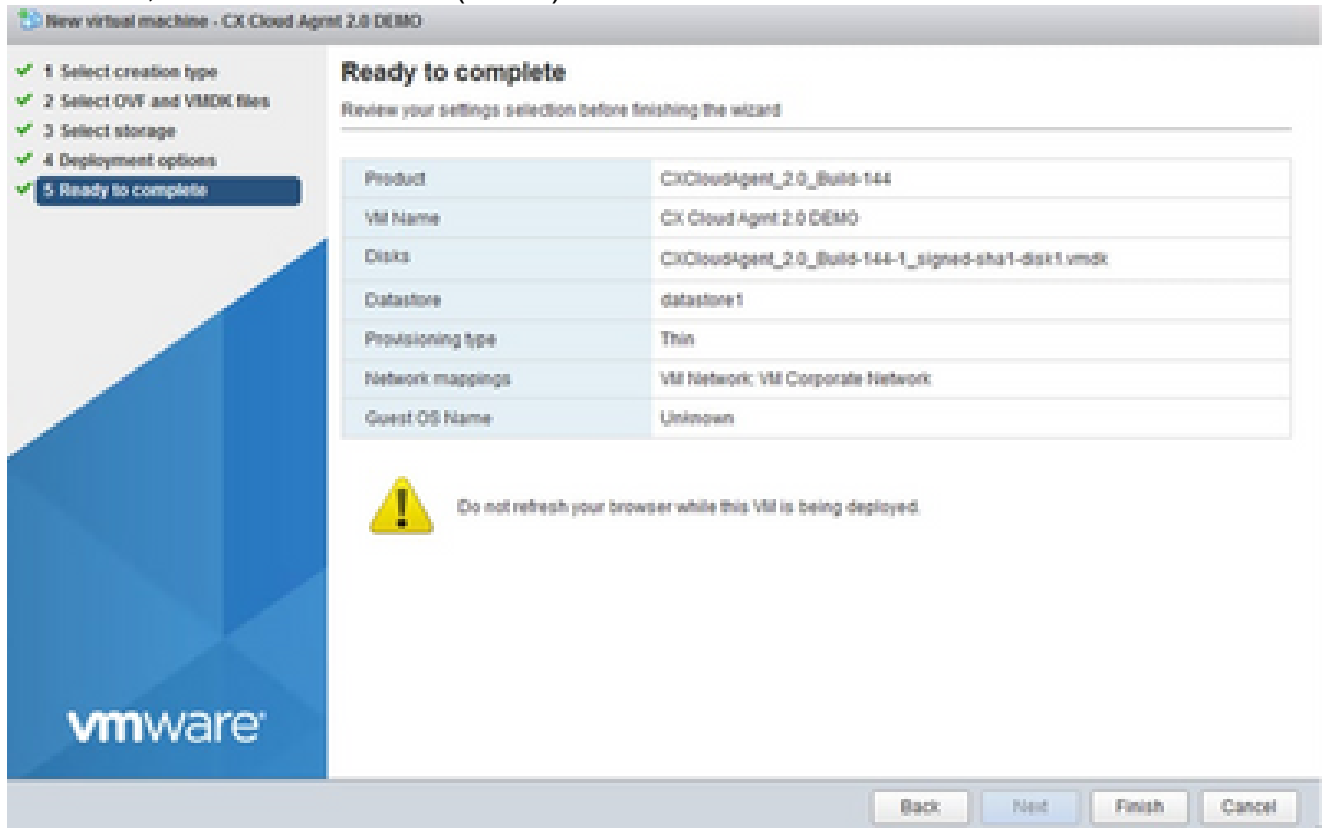 New virtual machine - CX Cloud Agmt 2.0 DEMO
1 Select creation type
2 Select OVF and VMDK files
3 Select storage
4 Deployment options
5 Ready to complete
Ready to complete
Review your settings selection before finishing the wizard
Product CXCloudAgent_2.0_Build-144
VM Name CX Cloud Agmt 2.0 DEMO
Disks CXCloudAgent_2.0_Build-144-1_signed-sha1-disk1.vmdk
Datastore datastore1
Provisioning type Thin
Network mappings VM Network: VM Corporate Network
Guest OS Name Unknown
Do not refresh your browser while this VM is being deployed.
vmware
Back Next Finish Cancel